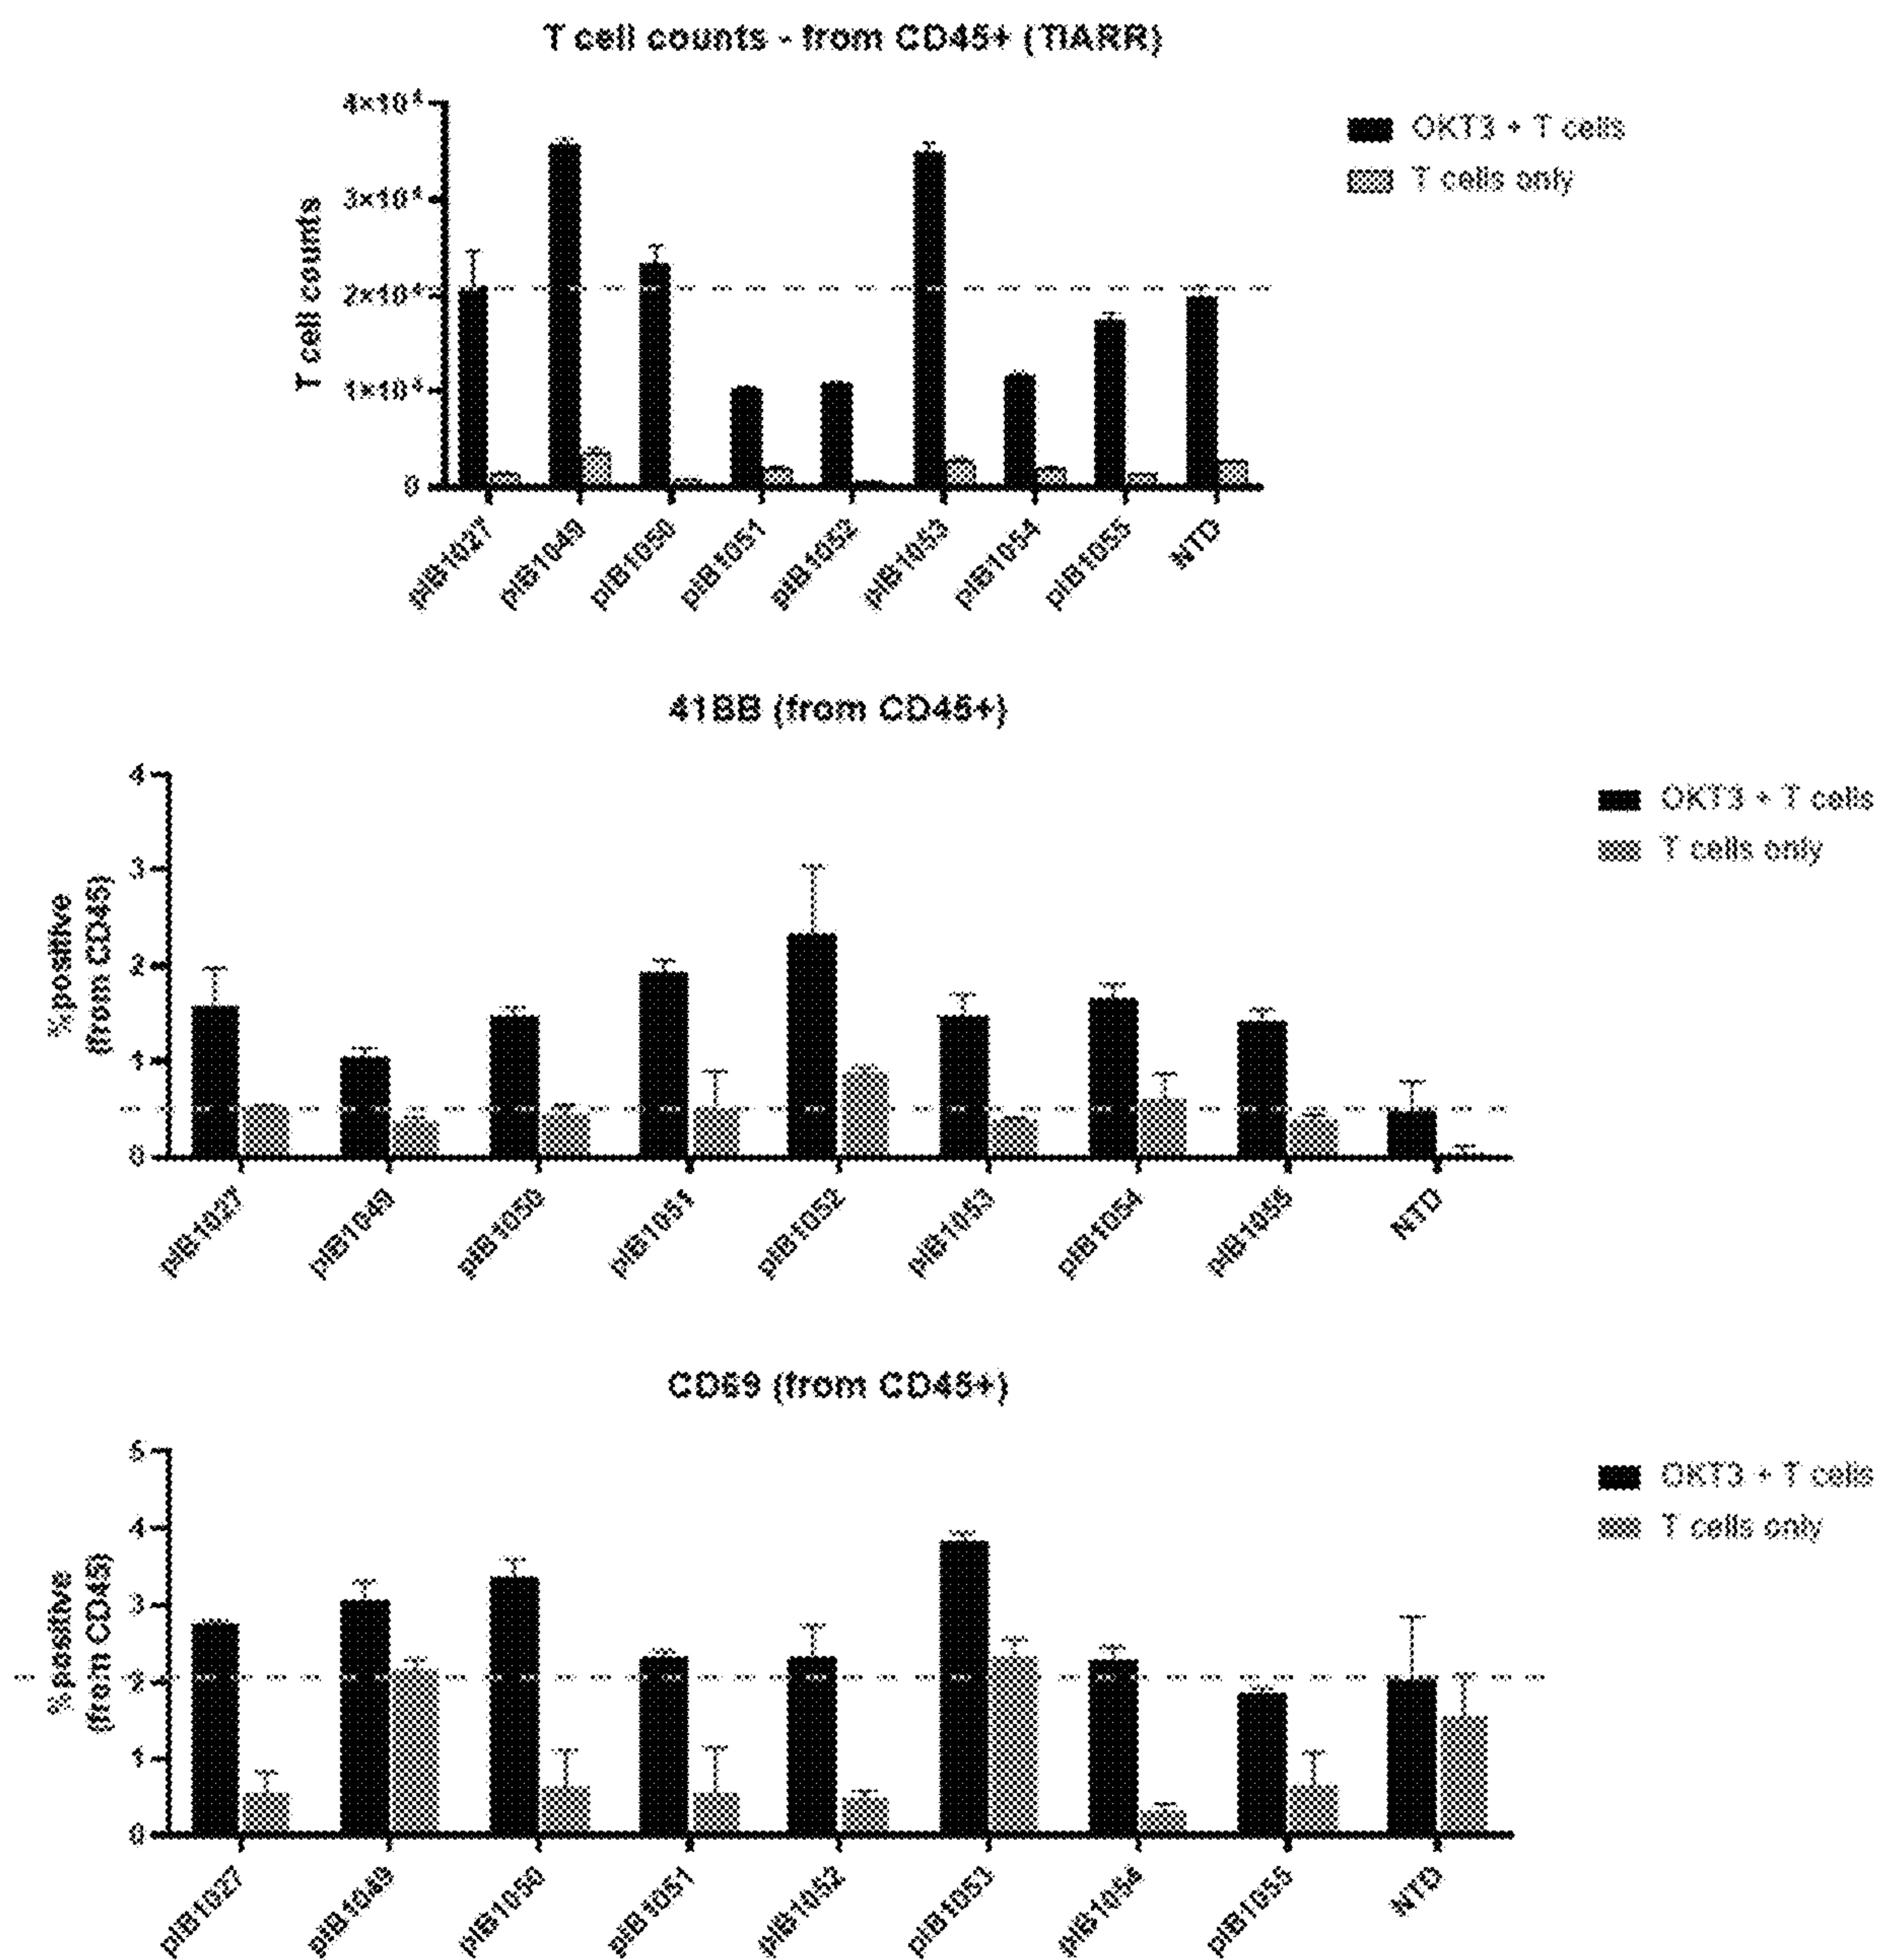 T cell counts - from CD45+ (TIARR)
4×10⁴
3×10⁴
2×10⁴
1×10⁴
0
T cell counts
OKT3 + T cells
T cells only
pIB1027
pIB1049
pIB1050
pIB1051
pIB1052
pIB1053
pIB1054
pIB1055
NTD
41BB (from CD45+)
4
3
2
1
0
%positive
(from CD45)
OKT3 + T cells
T cells only
pIB1027
pIB1049
pIB1050
pIB1051
pIB1052
pIB1053
pIB1054
pIB1055
NTD
CD69 (from CD45+)
5
4
3
2
1
0
%positive
(from CD45)
OKT3 + T cells
T cells only
pIB1027
pIB1049
pIB1050
pIB1051
pIB1052
pIB1053
pIB1054
pIB1055
NTD